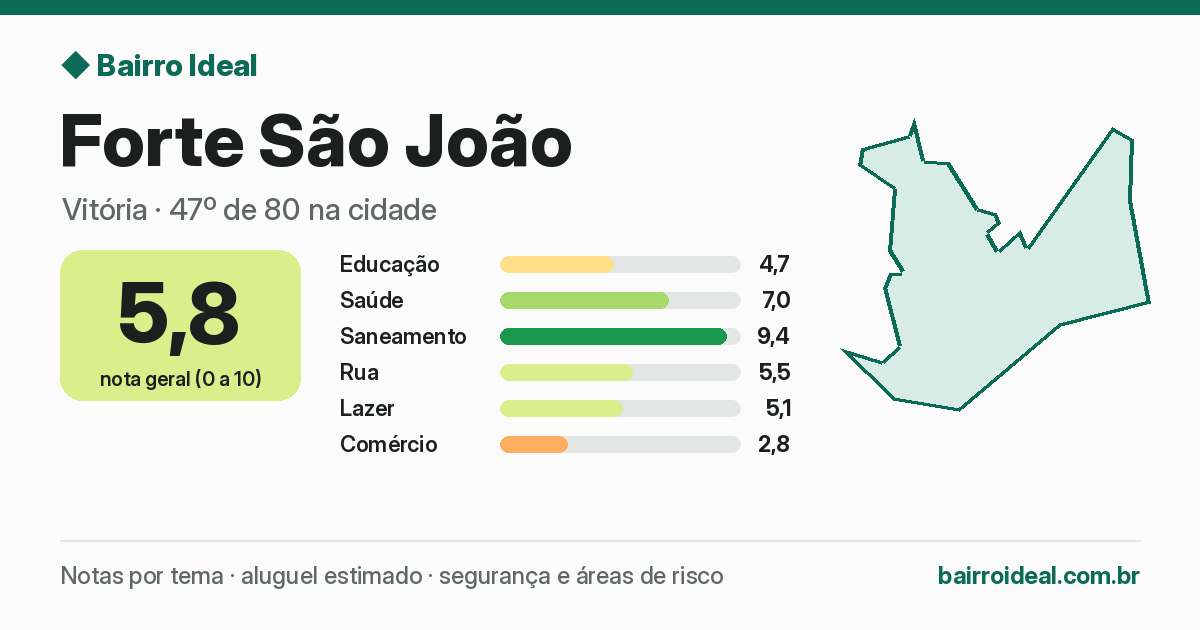 Bairro Ideal
Forte São João
Vitória · 47º de 80 na cidade
5,8
nota geral (0 a 10)
Educação 4,7
Saúde 7,0
Saneamento 9,4
Rua 5,5
Lazer 5,1
Comércio 2,8
Notas por tema · aluguel estimado · segurança e áreas de risco
bairroideal.com.br